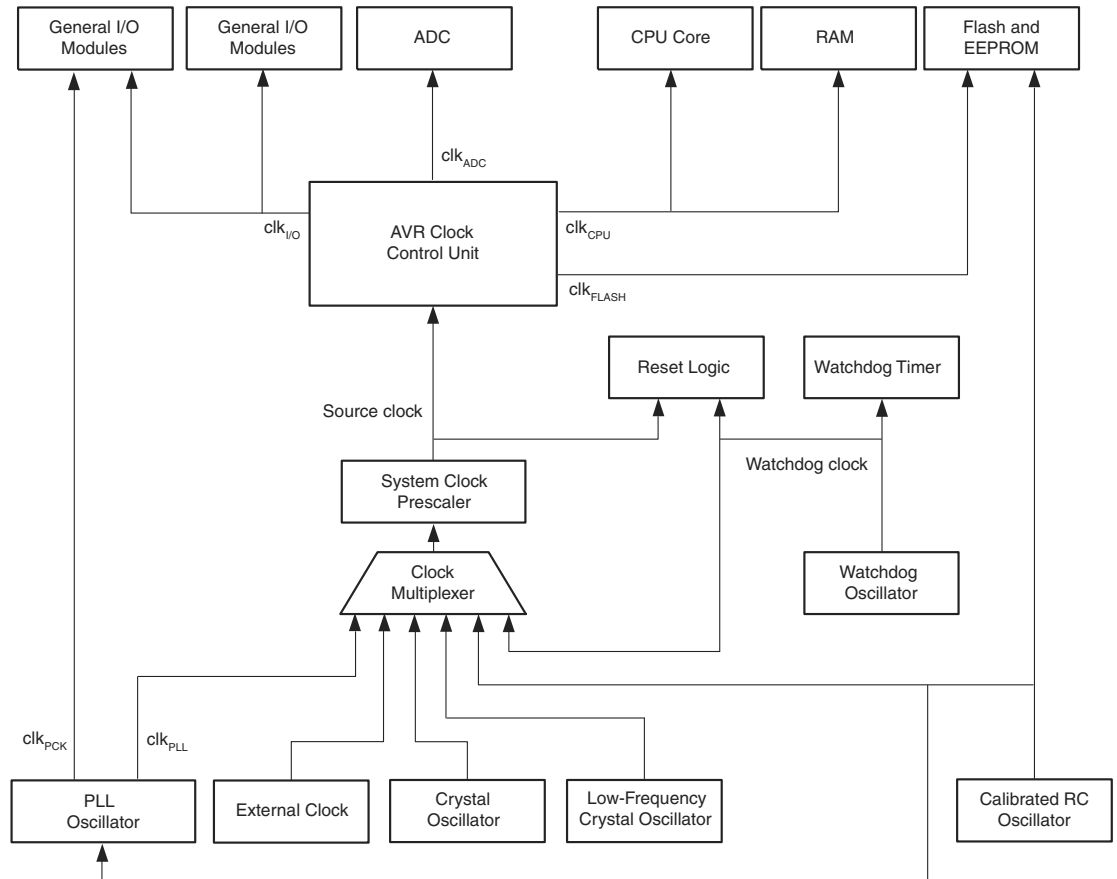 General I/O
Modules
General I/O
Modules
ADC
CPU Core
RAM
Flash and
EEPROM
clkADC
clkI/O
AVR Clock
Control Unit
clkCPU
clkFLASH
Reset Logic
Watchdog Timer
Source clock
Watchdog clock
System Clock
Prescaler
Clock
Multiplexer
Watchdog
Oscillator
clkPCK
clkPLL
PLL
Oscillator
External Clock
Crystal
Oscillator
Low-Frequency
Crystal Oscillator
Calibrated RC
Oscillator